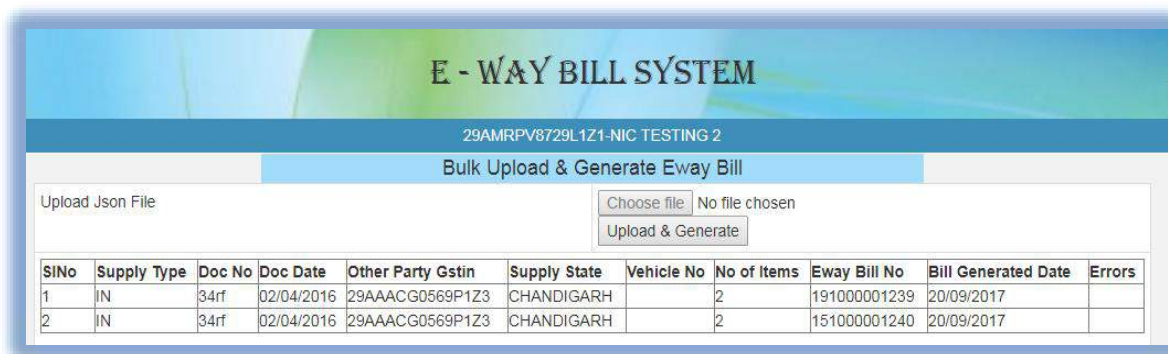 E - WAY BILL SYSTEM
29AMRPV8729L1Z1-NIC TESTING 2
Bulk Upload & Generate Eway Bill
Upload Json File Choose file No file chosen
Upload & Generate
SlNo Supply Type Doc No Doc Date Other Party Gstin Supply State Vehicle No No of Items Eway Bill No Bill Generated Date Errors
1 IN 34rf 02/04/2016 29AAACG0569P1Z3 CHANDIGARH 2 191000001239 20/09/2017
2 IN 34rf 02/04/2016 29AAACG0569P1Z3 CHANDIGARH 2 151000001240 20/09/2017